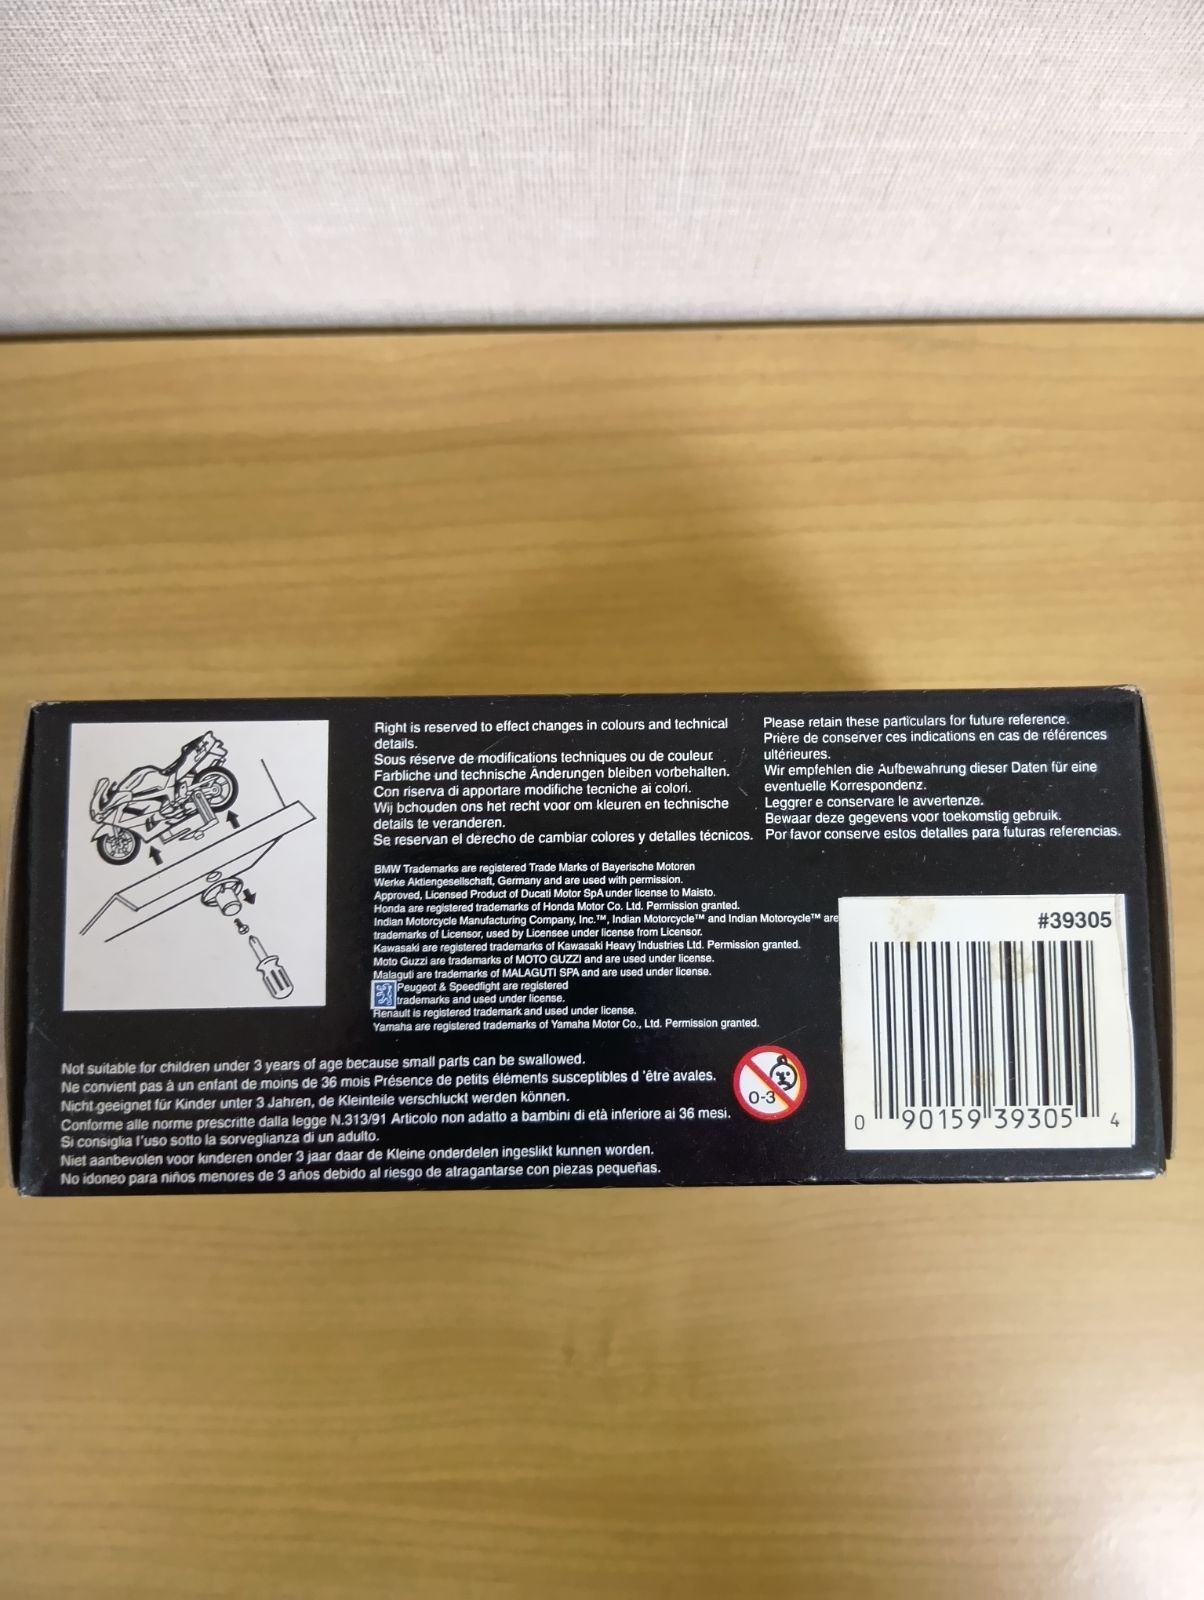 Right is reserved to effect changes in colours and technical
details.
Sous réserve de modifications techniques ou de couleur.
Farbliche und technische Änderungen bleiben vorbehalten.
Con riserva di apportare modifiche tecniche ai colori.
Wij bchouden ons het recht voor om kleuren en technische
details te veranderen.
Se reservan el derecho de cambiar colores y detalles técnicos.
Please retain these particulars for future reference.
Prière de conserver ces indications en cas de références
ultérieures.
Wir empfehlen die Aufbewahrung dieser Daten für eine
eventuelle Korrespondenz.
Leggrer e conservare le avvertenze.
Bewaar deze gegevens voor toekomstig gebruik.
Por favor conserve estos detalles para futuras referencias.
BMW Trademarks are registered Trade Marks of Bayerische Motoren
Werke Aktiengesellschaft, Germany and are used with permission.
Approved, Licensed Product of Ducati Motor SpA under license to Maisto.
Honda are registered trademarks of Honda Motor Co. Ltd. Permission granted.
Indian Motorcycle Manufacturing Company, Inc.™, Indian Motorcycle™ and Indian Motorcycle™ are
trademarks of Licensor, used by Licensee under license from Licensor.
Kawasaki are registered trademarks of Kawasaki Heavy Industries Ltd. Permission granted.
Moto Guzzi are trademarks of MOTO GUZZI and are used under license.
Malaguti are trademarks of MALAGUTI SPA and are used under license.
Peugeot & Speedfight are registered
trademarks and used under license.
Renault is registered trademark and used under license.
Yamaha are registered trademarks of Yamaha Motor Co., Ltd. Permission granted.
Not suitable for children under 3 years of age because small parts can be swallowed.
Ne convient pas à un enfant de moins de 36 mois Présence de petits éléments susceptibles d 'être avales.
Nicht geeignet für Kinder unter 3 Jahren, de Kleinteile verschluckt werden können.
Conforme alle norme prescritte dalla legge N.313/91 Articolo non adatto a bambini di età inferiore ai 36 mesi.
Si consiglia l'uso sotto la sorveglianza di un adulto.
Niet aanbevolen voor kinderen onder 3 jaar daar de Kleine onderdelen ingeslikt kunnen worden.
No idoneo para niños menores de 3 años debido al riesgo de atragantarse con piezas pequeñas.
0-3
#39305
0 90159 39305 4